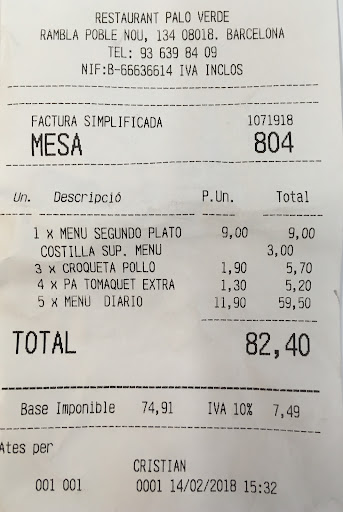 RESTAURANT PALO VERDE
RAMBLA POBLE NOU, 134 08018. BARCELONA
TEL: 93 639 84 09
NIF:B-66636614 IVA INCLOS
FACTURA SIMPLIFICADA 1071918
MESA 804
Un. Descripció P.Un. Total
1 x MENU SEGUNDO PLATO 9,00 9,00
COSTILLA SUP. MENU 3,00
3 x CROQUETA POLLO 1,90 5,70
4 x PA TOMAQUET EXTRA 1,30 5,20
5 x MENU DIARIO 11,90 59,50
TOTAL 82,40
Base Imponible 74,91 IVA 10% 7,49
Ates per
CRISTIAN
001 001 0001 14/02/2018 15:32